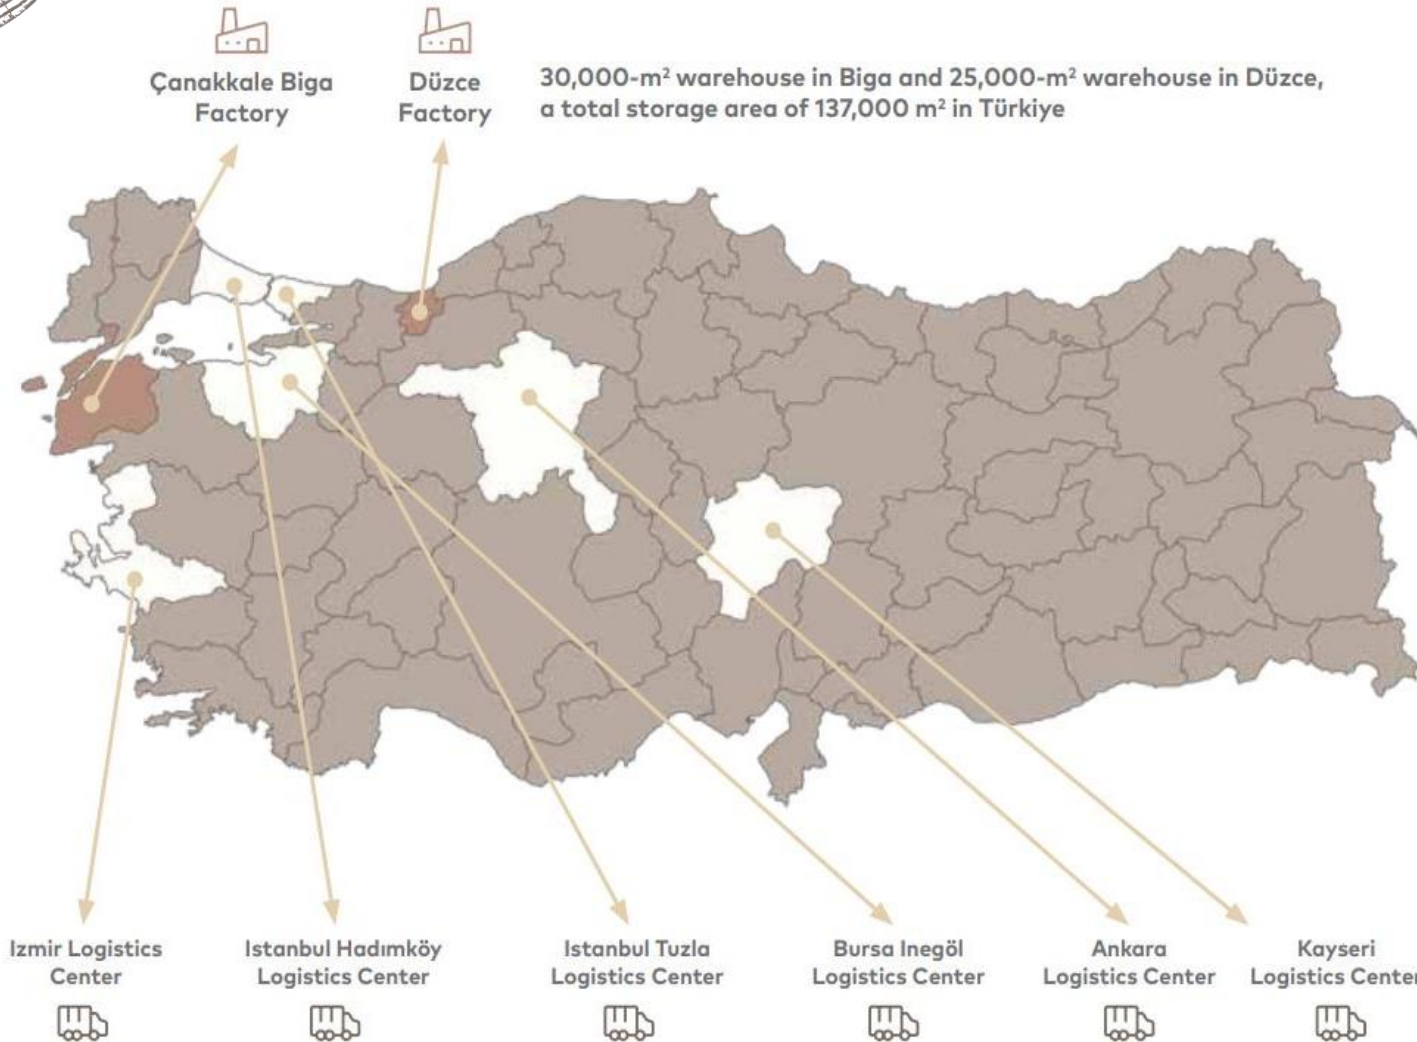 Çanakkale Biga
Factory
Düzce
Factory
30,000-m² warehouse in Biga and 25,000-m² warehouse in Düzce,
a total storage area of 137,000 m² in Türkiye
Izmir Logistics
Center
Istanbul Hadımköy
Logistics Center
Istanbul Tuzla
Logistics Center
Bursa Inegöl
Logistics Center
Ankara
Logistics Center
Kayseri
Logistics Center